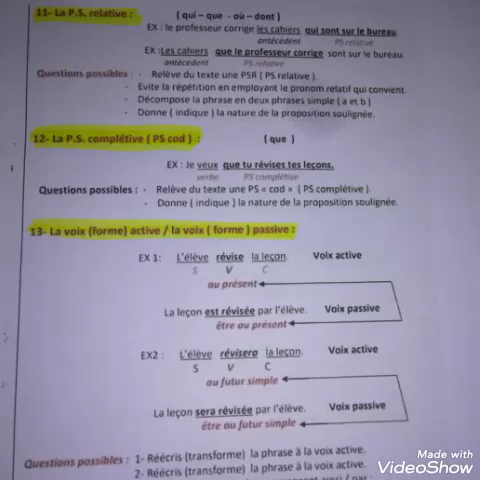 11- La P.S. relative : ( qui – que - où – dont )
EX : le professeur corrige les cahiers qui sont sur le bureau.
antécédent PS relative
EX :Les cahiers que le professeur corrige sont sur le bureau.
antécédent PS relative
Questions possibles : - Relève du texte une PSR ( PS relative ).
- Evite la répétition en employant le pronom relatif qui convient.
- Décompose la phrase en deux phrases simple ( a et b )
- Donne ( indique ) la nature de la proposition soulignée.
12- La P.S. complétive ( PS cod ) : ( que )
EX : Je veux que tu révises tes leçons.
verbe PS complétive
Questions possibles : - Relève du texte une PS « cod » ( PS complétive ).
- Donne ( indique ) la nature de la proposition soulignée.
13- La voix (forme) active / la voix ( forme ) passive :
EX 1: L'élève révise la leçon. Voix active
S V C
au présent
La leçon est révisée par l'élève. Voix passive
être au présent
EX2 : L'élève révisera la leçon. Voix active
S V C
au futur simple
La leçon sera révisée par l'élève. Voix passive
être au futur simple
Questions possibles : 1- Réécris (transforme) la phrase à la voix active.
2- Réécris (transforme) la phrase à la voix active.
Made with
VideoShow